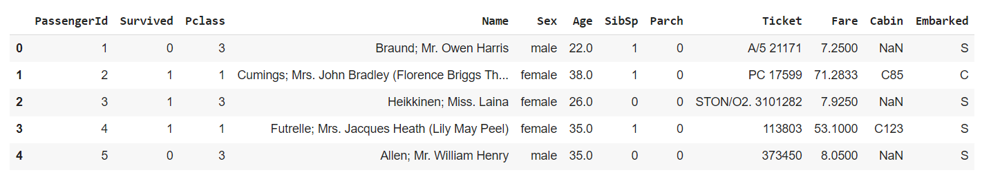 PassengerId Survived Pclass Name Sex Age SibSp Parch Ticket Fare Cabin Embarked
0 1 0 3 Braund; Mr. Owen Harris male 22.0 1 0 A/5 21171 7.2500 NaN S
1 2 1 1 Cumings; Mrs. John Bradley (Florence Briggs Th... female 38.0 1 0 PC 17599 71.2833 C85 C
2 3 1 3 Heikkinen; Miss. Laina female 26.0 0 0 STON/O2. 3101282 7.9250 NaN S
3 4 1 1 Futrelle; Mrs. Jacques Heath (Lily May Peel) female 35.0 1 0 113803 53.1000 C123 S
4 5 0 3 Allen; Mr. William Henry male 35.0 0 0 373450 8.0500 NaN S